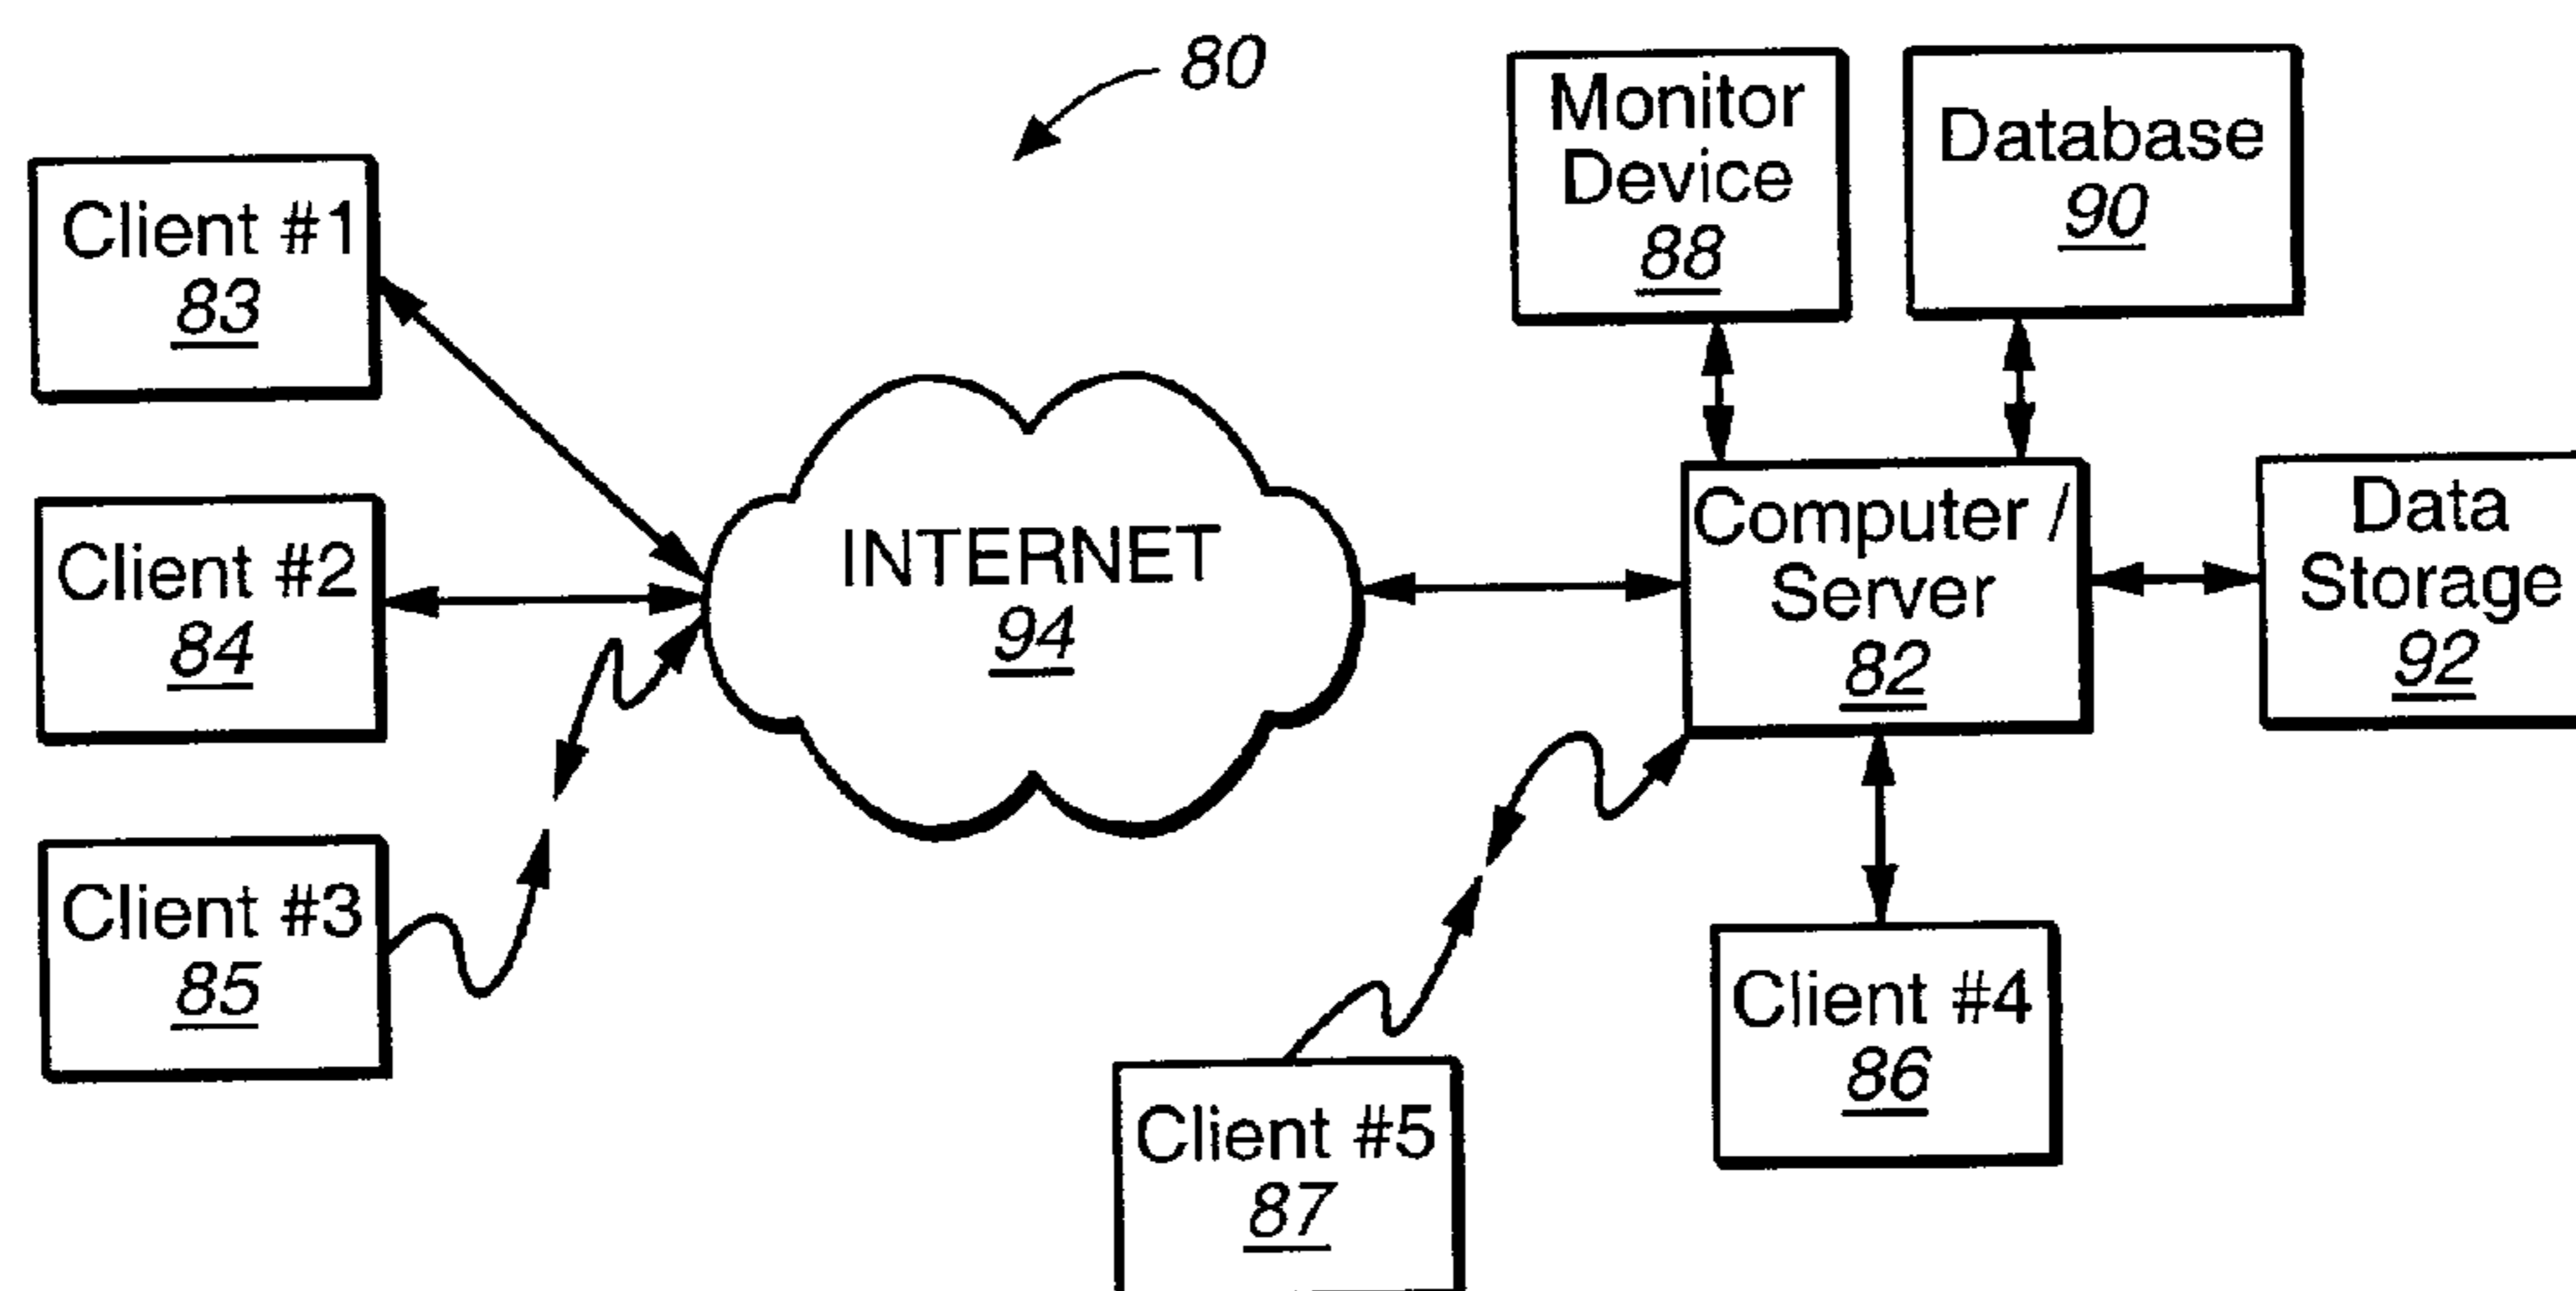 80
Monitor
Device
88
Database
90
Client #1
83
Client #2
84
INTERNET
94
Computer /
Server
82
Data
Storage
92
Client #3
85
Client #4
86
Client #5
87